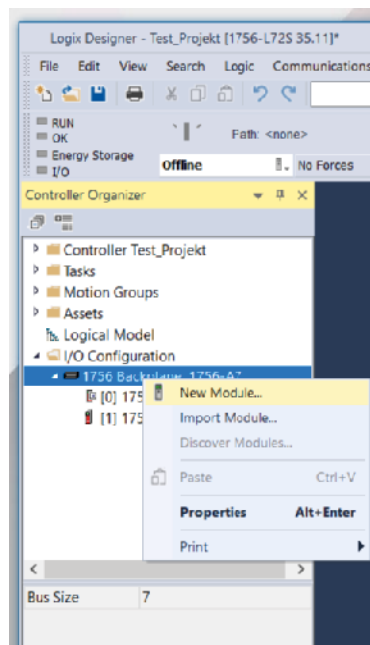 Logix Designer - Test_Projekt [1756-L72S 35.11]*
File Edit View Search Logic Communications
RUN
OK
Energy Storage
I/O
Path: <none>
Offline
No Forces
Controller Organizer
Controller Test_Projekt
Tasks
Motion Groups
Assets
Logical Model
I/O Configuration
1756 Backplane, 1756-A7
[0] 175
[1] 175
New Module...
Import Module...
Discover Modules...
Paste Ctrl+V
Properties Alt+Enter
Print
Bus Size 7